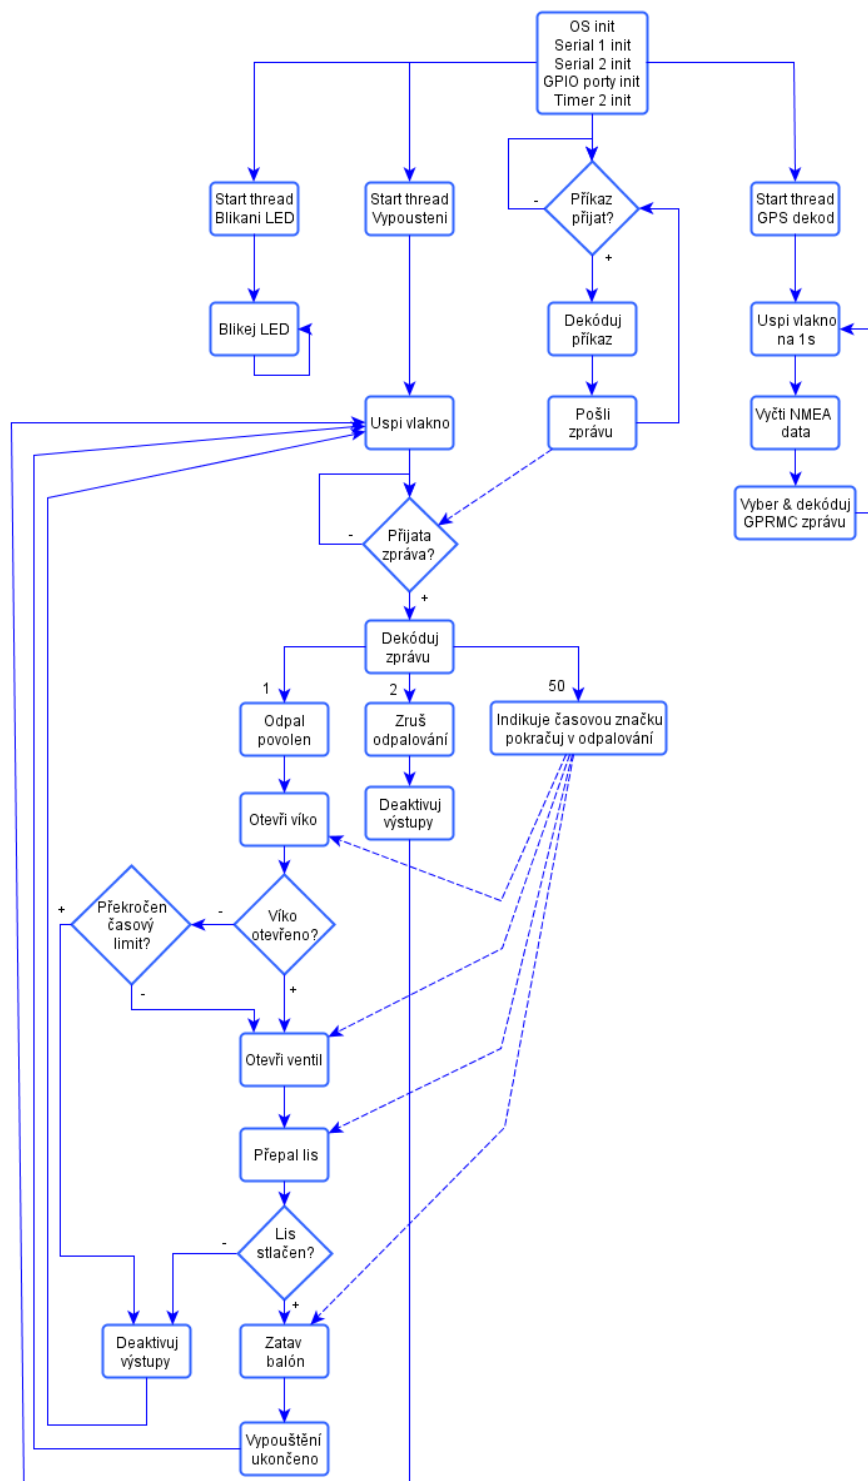 OS init
Serial 1 init
Serial 2 init
GPIO porty init
Timer 2 init
Start thread
Blikani LED
Start thread
Vypousteni
Příkaz
přijat?
-
+
Start thread
GPS dekod
Blikej LED
Dekóduj
příkaz
Uspi vlakno
na 1s
Uspi vlakno
Pošli
zprávu
Vyčti NMEA
data
Vyber & dekóduj
GPRMC zprávu
Přijata
zpráva?
-
+
Dekóduj
zprávu
1
2
50
Odpal
povolen
Zruš
odpalování
Indikuje časovou značku
pokračuj v odpalování
Otevři víko
Deaktivuj
výstupy
Překročen
časový
limit?
+
-
Víko
otevřeno?
-
+
Otevři ventil
Přepal lis
Lis
stlačen?
-
+
Deaktivuj
výstupy
Zatav
balón
Vypouštění
ukončeno